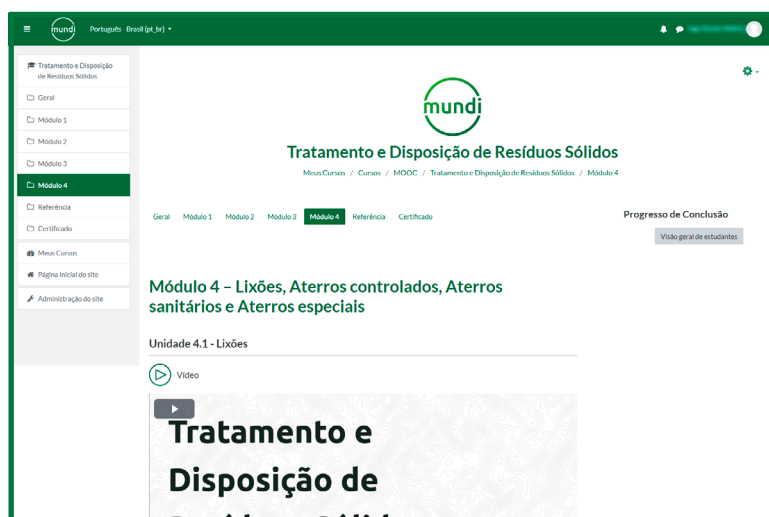 mundi
Português - Brasil (pt_br)
Tratamento e Disposição
de Resíduos Sólidos
Geral
Módulo 1
Módulo 2
Módulo 3
Módulo 4
Referência
Certificado
Meus Cursos
Página inicial do site
Administração do site
mundi
Tratamento e Disposição de Resíduos Sólidos
Meus Cursos / Cursos / MOOC / Tratamento e Disposição de Resíduos Sólidos / Módulo 4
Geral Módulo 1 Módulo 2 Módulo 3 Módulo 4 Referência Certificado
Progresso de Conclusão
Visão geral de estudantes
Módulo 4 – Lixões, Aterros controlados, Aterros
sanitários e Aterros especiais
Unidade 4.1 - Lixões
Vídeo
Tratamento e
Disposição de